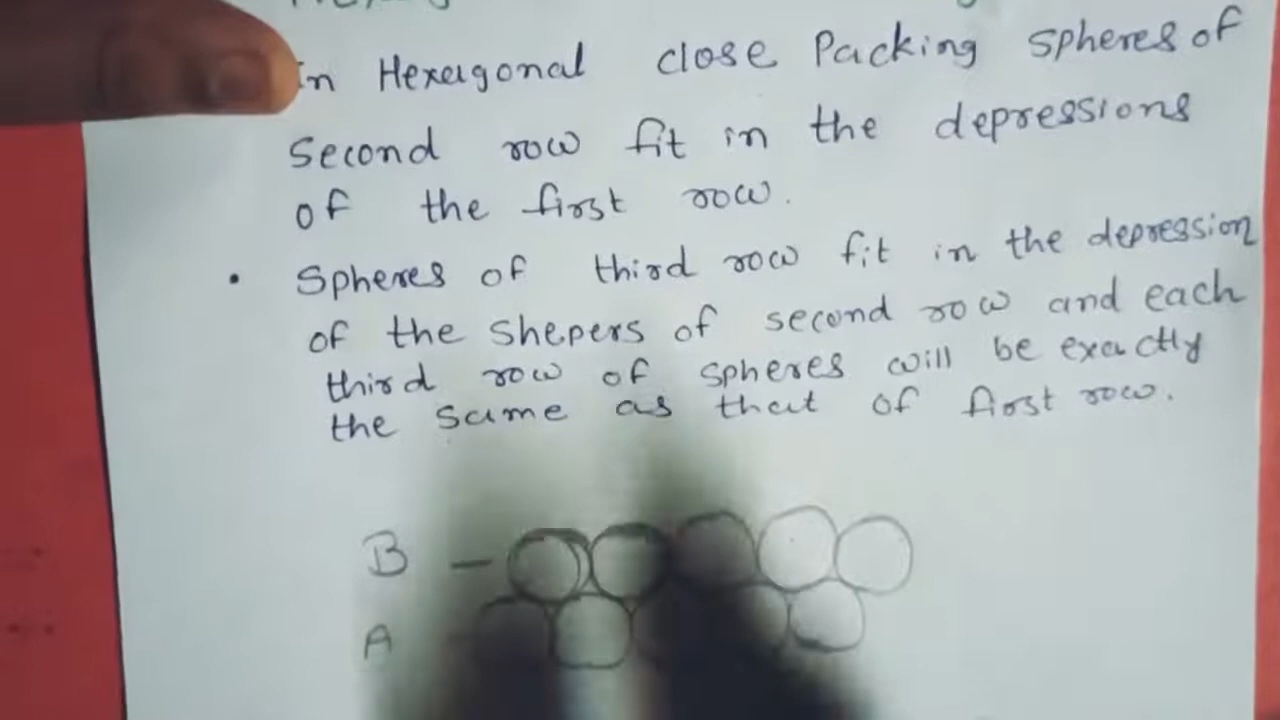 in Hexagonal close Packing spheres of
Second row fit in the depressions
of the first row.
• Spheres of third row fit in the depression
of the shepers of second row and each
third row of spheres will be exactly
the same as that of first row.
B —
A